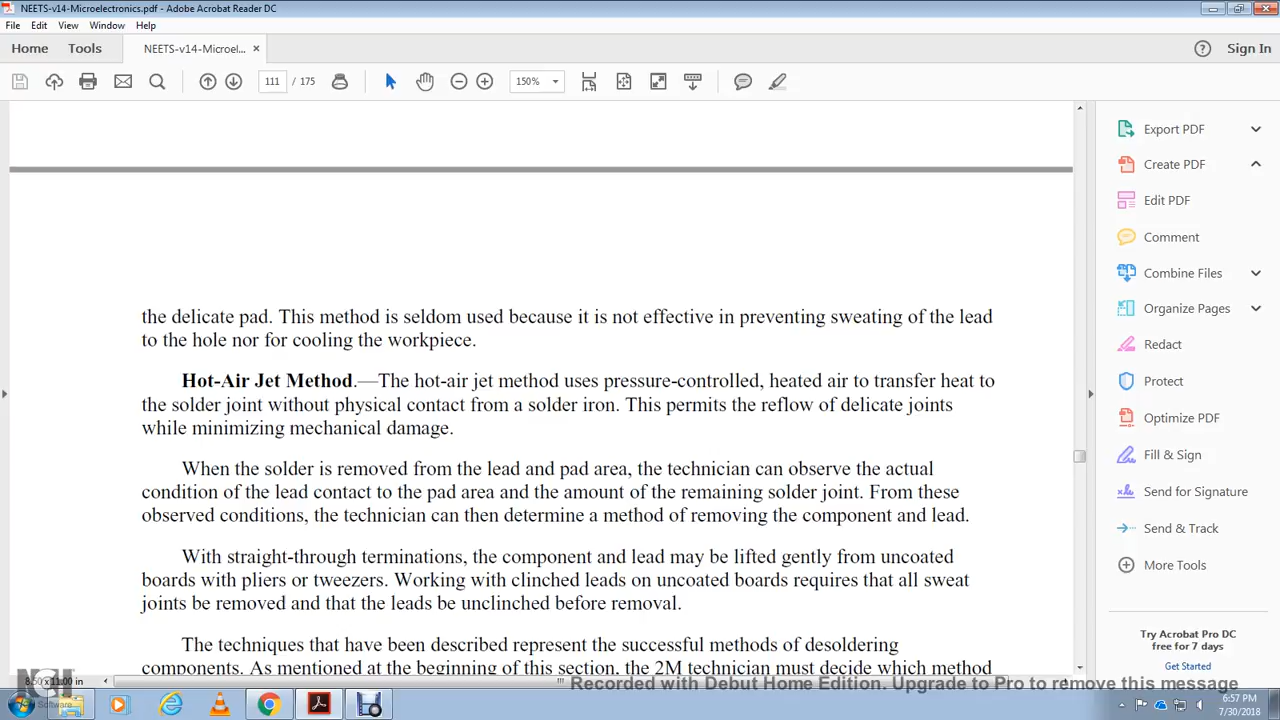 NEETS-v14-Microelectronics.pdf - Adobe Acrobat Reader DC
File Edit View Window Help
Home Tools NEETS-v14-Microel... × Sign In
111 / 175 150%
the delicate pad. This method is seldom used because it is not effective in preventing sweating of the lead
to the hole nor for cooling the workpiece.
Hot-Air Jet Method.—The hot-air jet method uses pressure-controlled, heated air to transfer heat to
the solder joint without physical contact from a solder iron. This permits the reflow of delicate joints
while minimizing mechanical damage.
When the solder is removed from the lead and pad area, the technician can observe the actual
condition of the lead contact to the pad area and the amount of the remaining solder joint. From these
observed conditions, the technician can then determine a method of removing the component and lead.
With straight-through terminations, the component and lead may be lifted gently from uncoated
boards with pliers or tweezers. Working with clinched leads on uncoated boards requires that all sweat
joints be removed and that the leads be unclinched before removal.
The techniques that have been described represent the successful methods of desoldering
components. As mentioned at the beginning of this section, the 2M technician must decide which method
Export PDF
Create PDF
Edit PDF
Comment
Combine Files
Organize Pages
Redact
Protect
Optimize PDF
Fill & Sign
Send for Signature
Send & Track
More Tools
Try Acrobat Pro DC
free for 7 days
Get Started
8.50 x 11.00 in
NCH
Software
Recorded with Debut Home Edition. Upgrade to Pro to remove this message
6:57 PM
7/30/2018